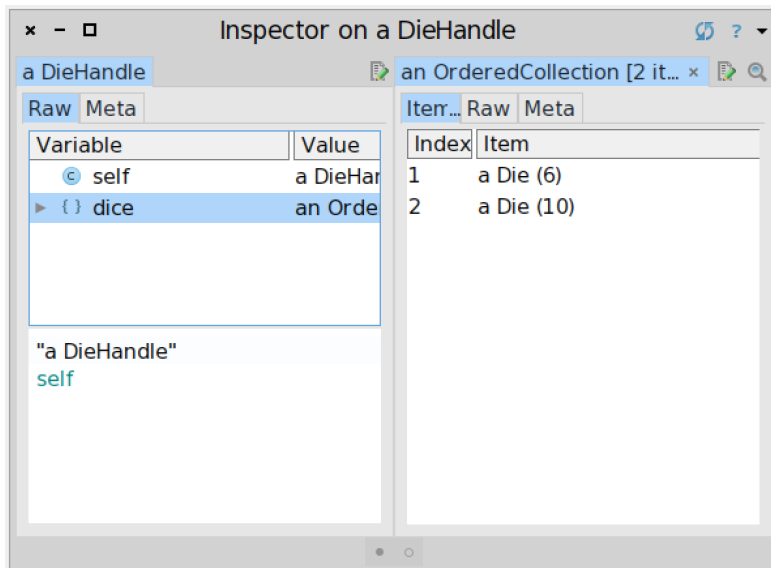 Inspector on a DieHandle
?
a DieHandle
an OrderedCollection [2 it... ×
Raw Meta
Item... Raw Meta
Variable Value
c self a DieHar
{ } dice an Orde
Index Item
1 a Die (6)
2 a Die (10)
"a DieHandle"
self